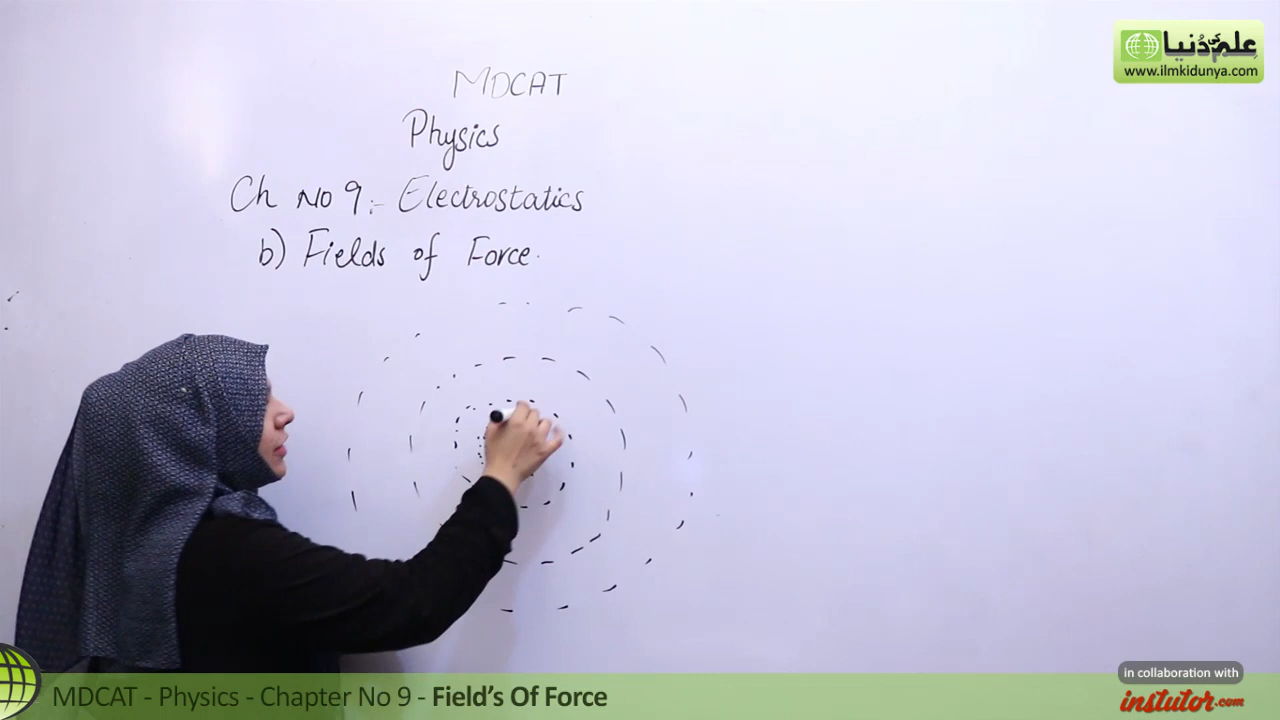 علم کی دُنیا
www.ilmkidunya.com
MDCAT
Physics
Ch No 9:- Electrostatics
b) Fields of Force.
in collaboration with
instutor.com
MDCAT - Physics - Chapter No 9 - Field's Of Force